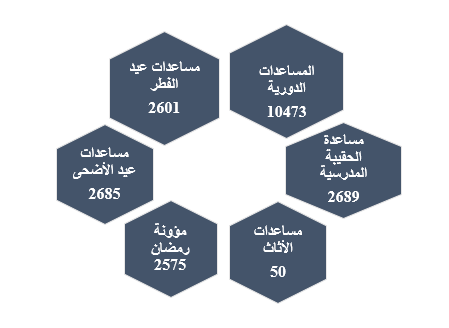 المساعدات
الدورية
10473
مساعدة
الحقيبة
المدرسية
2689
مساعدات
الأثاث
50
مؤونة
رمضان
2575
مساعدات
عيد الأضحى
2685
مساعدات عيد
الفطر
2601